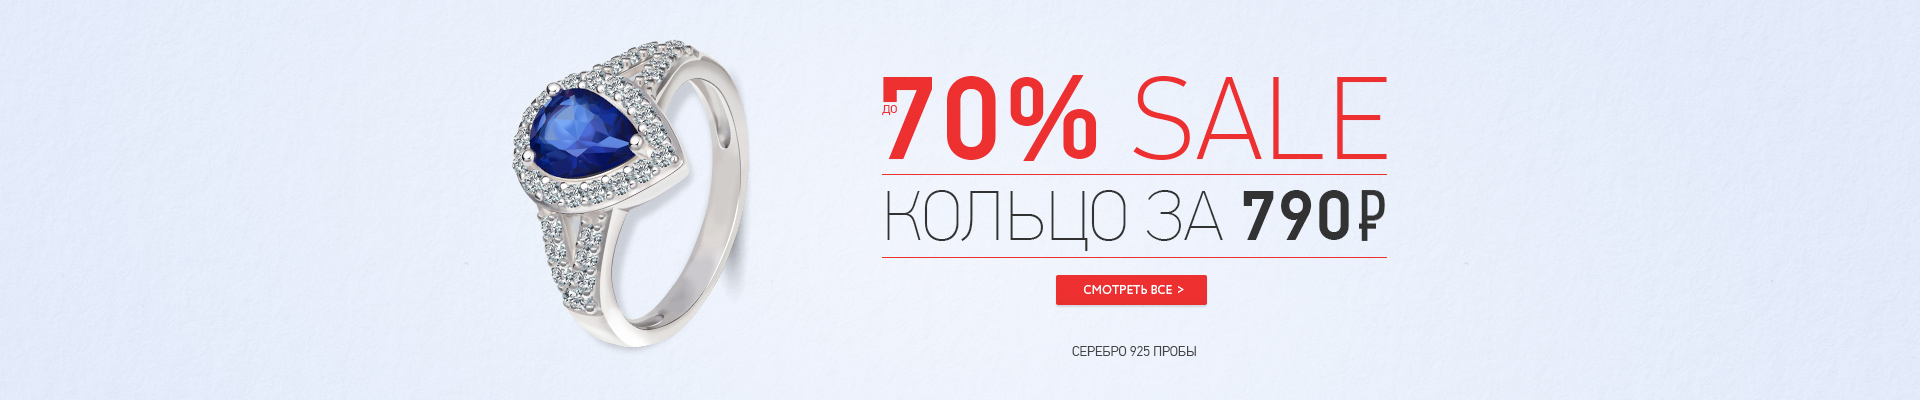 до 70% SALE
КОЛЬЦО ЗА 790₽
СМОТРЕТЬ ВСЕ >
СЕРЕБРО 925 ПРОБЫ